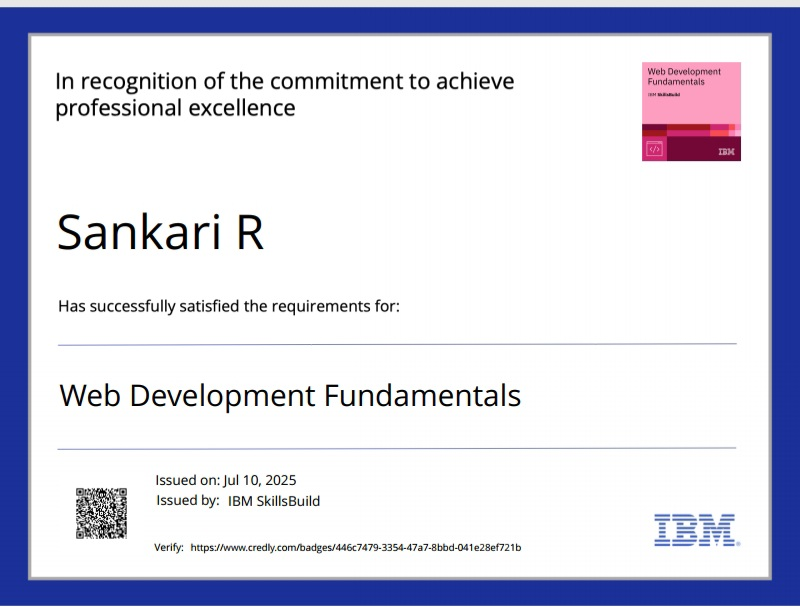 In recognition of the commitment to achieve
professional excellence
Web Development
Fundamentals
IBM SkillsBuild
</>
IBM
Sankari R
Has successfully satisfied the requirements for:
Web Development Fundamentals
Issued on: Jul 10, 2025
Issued by: IBM SkillsBuild
Verify: https://www.credly.com/badges/446c7479-3354-47a7-8bbd-041e28ef721b
IBM®